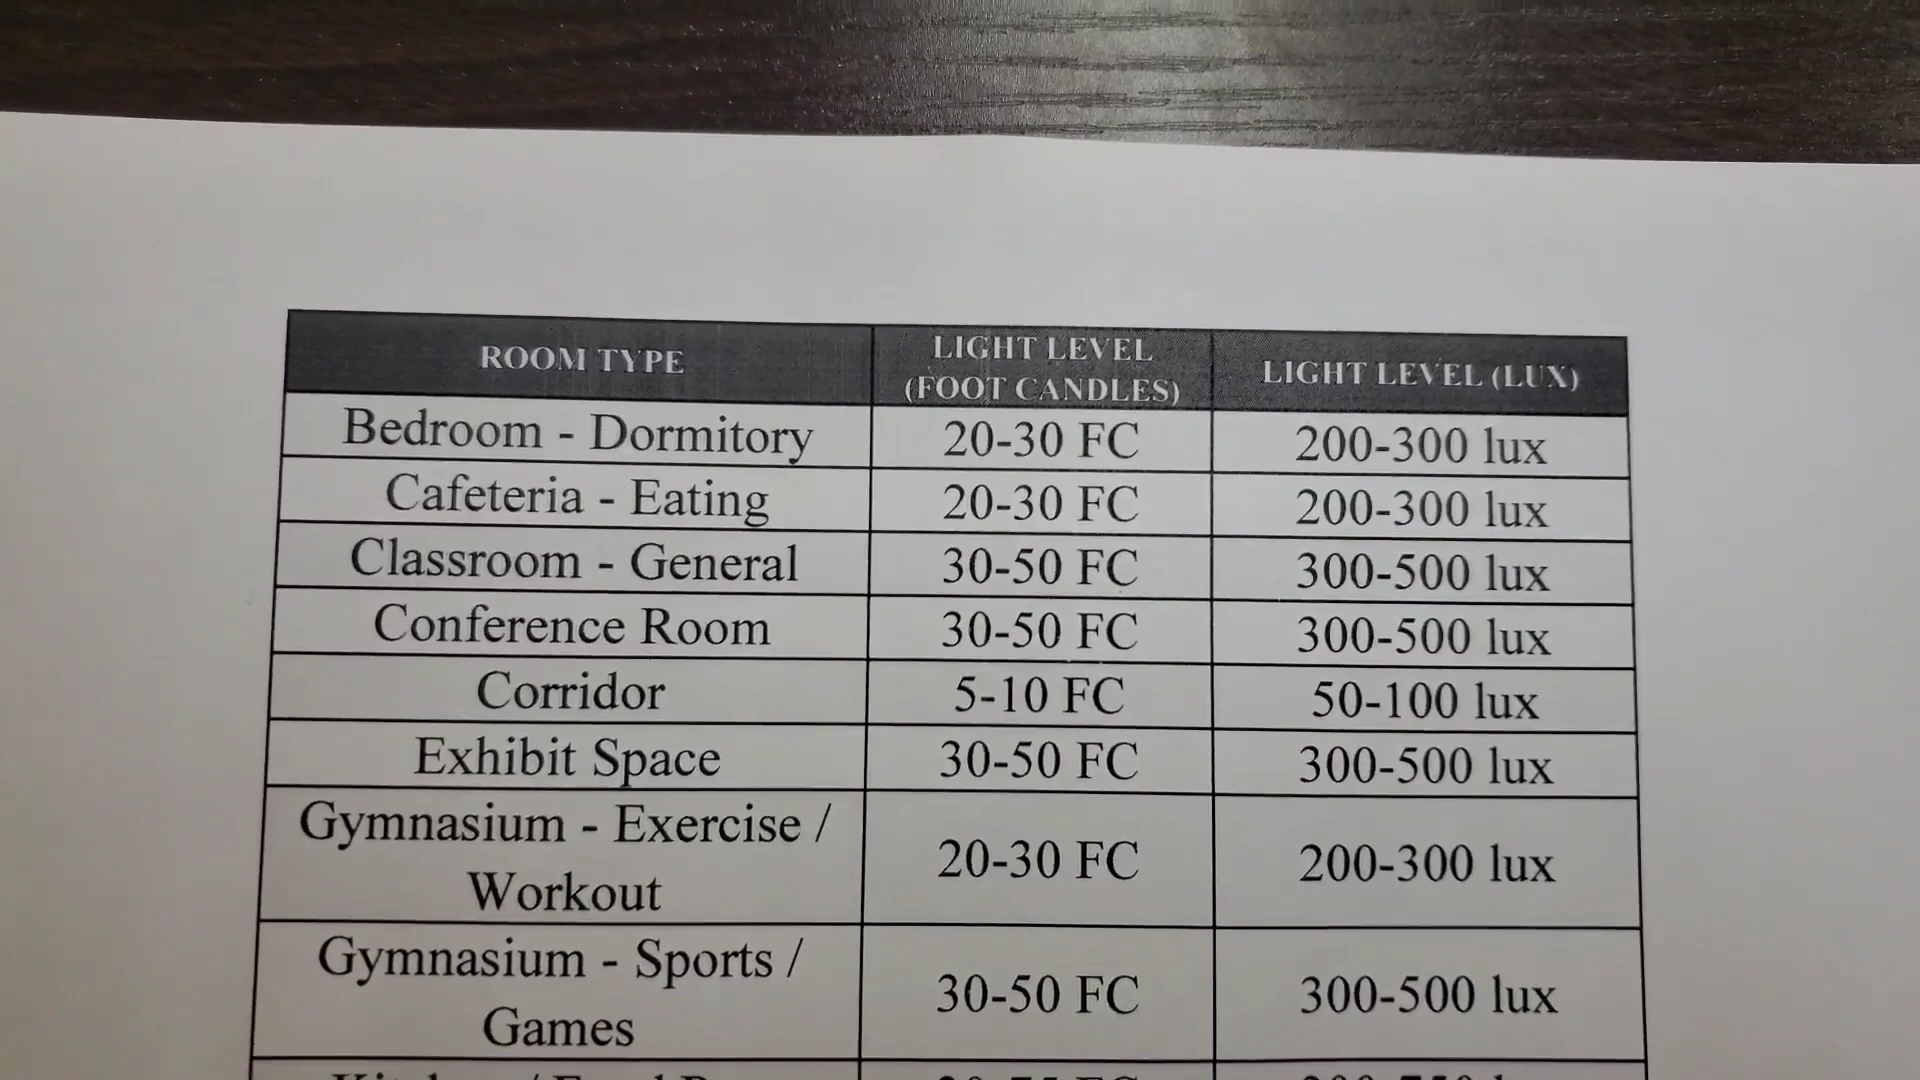 ROOM TYPE
LIGHT LEVEL
(FOOT CANDLES)
LIGHT LEVEL (LUX)
Bedroom - Dormitory 20-30 FC 200-300 lux
Cafeteria - Eating 20-30 FC 200-300 lux
Classroom - General 30-50 FC 300-500 lux
Conference Room 30-50 FC 300-500 lux
Corridor 5-10 FC 50-100 lux
Exhibit Space 30-50 FC 300-500 lux
Gymnasium - Exercise /
Workout
20-30 FC 200-300 lux
Gymnasium - Sports /
Games
30-50 FC 300-500 lux